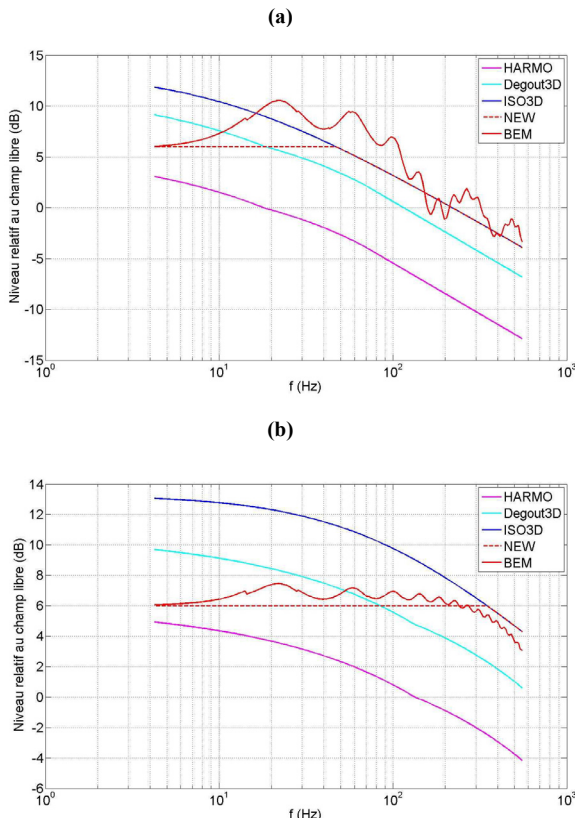 (a)
15
10
5
0
-5
-10
-15
Niveau relatif au champ libre (dB)
HARMO
Degout3D
ISO3D
NEW
BEM
10^0
10^1
10^2
10^3
f (Hz)
(b)
14
12
10
8
6
4
2
0
-2
-4
-6
Niveau relatif au champ libre (dB)
HARMO
Degout3D
ISO3D
NEW
BEM
10^0
10^1
10^2
10^3
f (Hz)